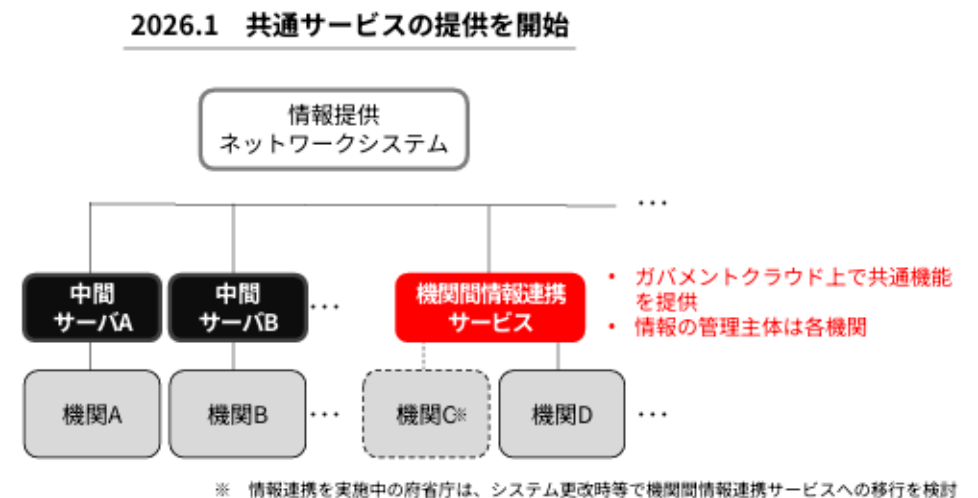 2026.1　共通サービスの提供を開始
情報提供
ネットワークシステム
･･･
中間
サーバA
中間
サーバB
･･･
機関間情報連携
サービス
• ガバメントクラウド上で共通機能
を提供
• 情報の管理主体は各機関
機関A
機関B
･･･
機関C※
機関D
･･･
※　情報連携を実施中の府省庁は、システム更改時等で機関間情報連携サービスへの移行を検討